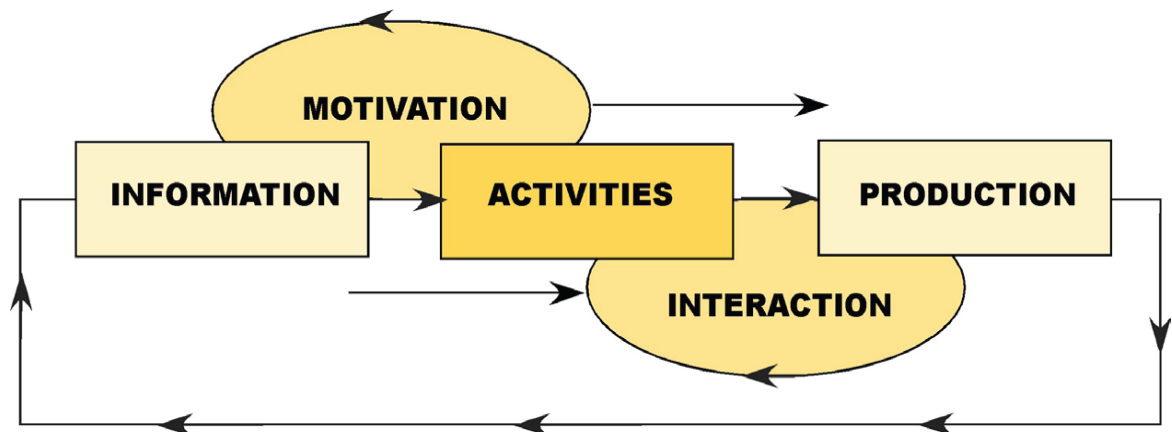 MOTIVATION
INFORMATION
ACTIVITIES
PRODUCTION
INTERACTION